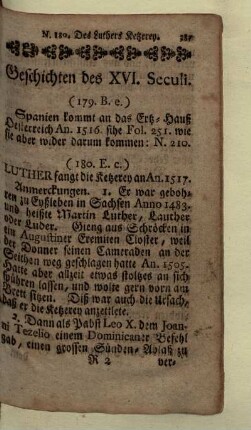 N. 180. Des Luthers Ketzerey. 285
Geschichten des XVI. Seculi.
(179. B. e.)
Spanien kommt an das Ertz-Hauß
Oesterreich An. 1516. sihe Fol. 251. wie
sie aber wider darum kommen: N. 210.
(180. E. c.)
LUTHER fangt die Ketzerey an An. 1517.
Anmerckungen. 1. Er war gebohren
zu Eyßleben in Sachsen Anno 1483.
und heißte Martin Luther, Lauther
oder Luder. Gieng aus Schröcken in
ein Augustiner Eremiten Closter, weil
der Donner seinen Cameraden an der
Seithen weg geschlagen hatte An. 1505.
Hatte aber allzeit etwas stoltzes an sich
spühren lassen, und wolte gern vorn am
Brett sitzen. Diß war auch die Ursach,
daß er die Ketzerey anzettlete.
2. Dann als Pabst Leo X. dem Joan-
ni Tezelio einem Dominicaner Befehl
gab, einen grossen Sünden-Ablaß zu
R 2 ver-